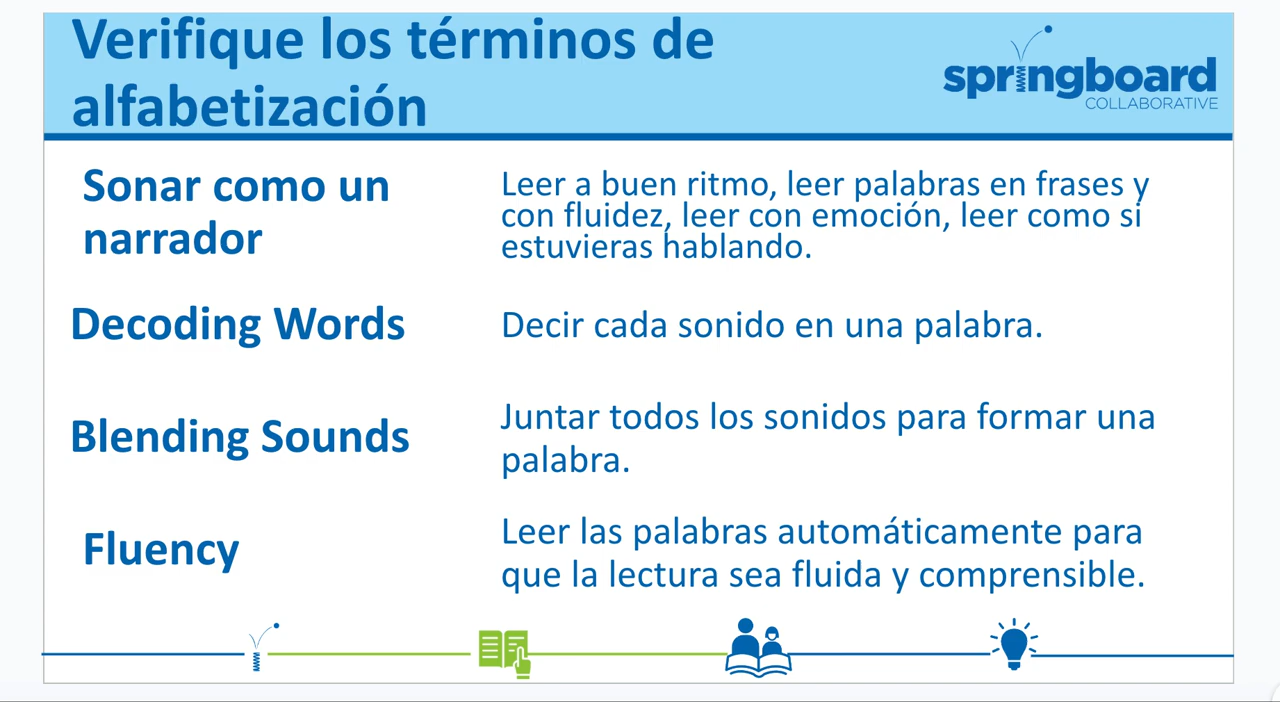 Verifique los términos de
alfabetización
springboard
COLLABORATIVE
Sonar como un
narrador
Leer a buen ritmo, leer palabras en frases y
con fluidez, leer con emoción, leer como si
estuvieras hablando.
Decoding Words
Decir cada sonido en una palabra.
Blending Sounds
Juntar todos los sonidos para formar una
palabra.
Fluency
Leer las palabras automáticamente para
que la lectura sea fluida y comprensible.